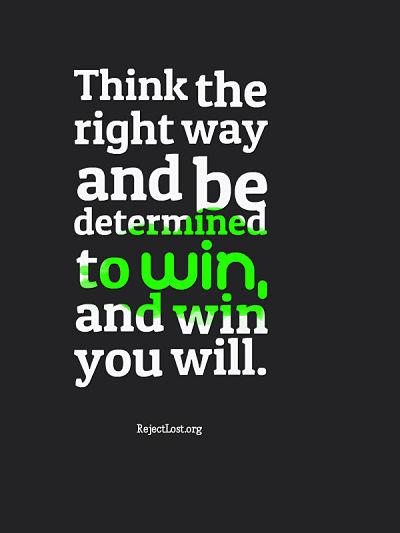 Think the
right way
and be
determined
to win,
and win
you will.
RejectLost.org